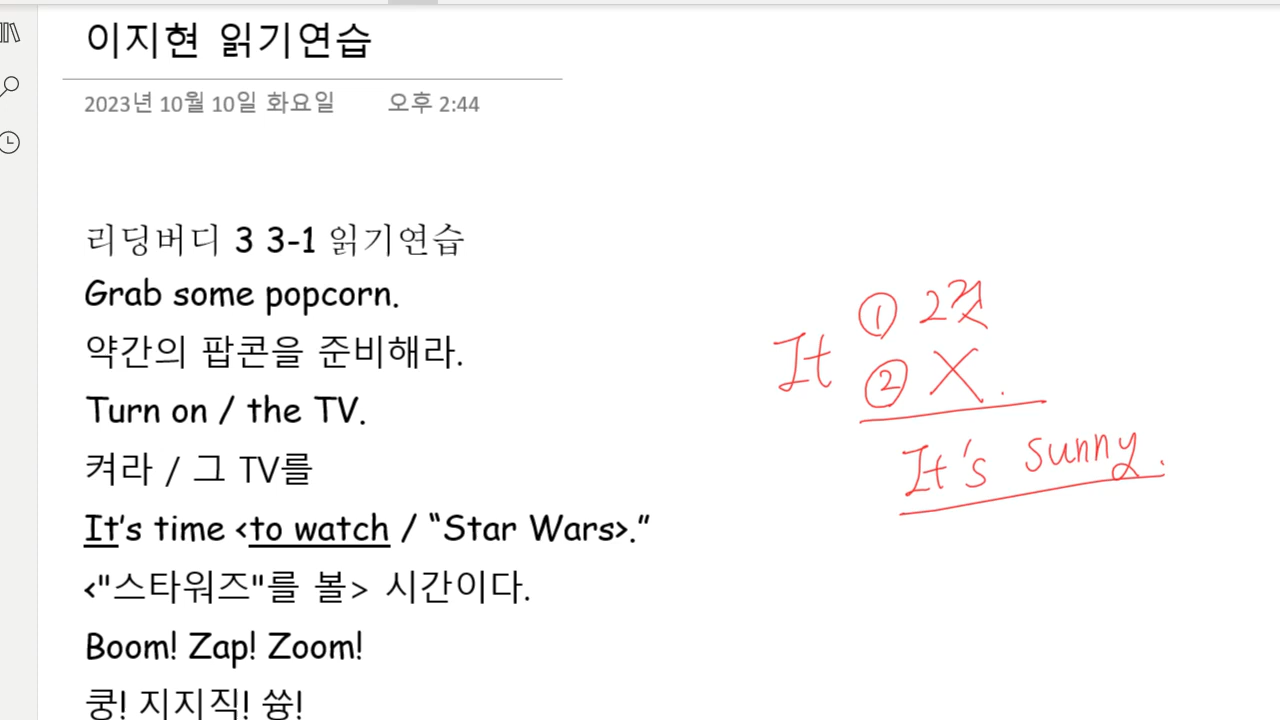 이지현 읽기연습
2023년 10월 10일 화요일 오후 2:44
리딩버디 3 3-1 읽기연습
Grab some popcorn.
약간의 팝콘을 준비해라.
Turn on / the TV.
켜라 / 그 TV를
It's time <to watch / “Star Wars>.”
<"스타워즈"를 볼> 시간이다.
Boom! Zap! Zoom!
쿵! 지지직! 쓩!
It ① 그것
② X.
It's sunny.